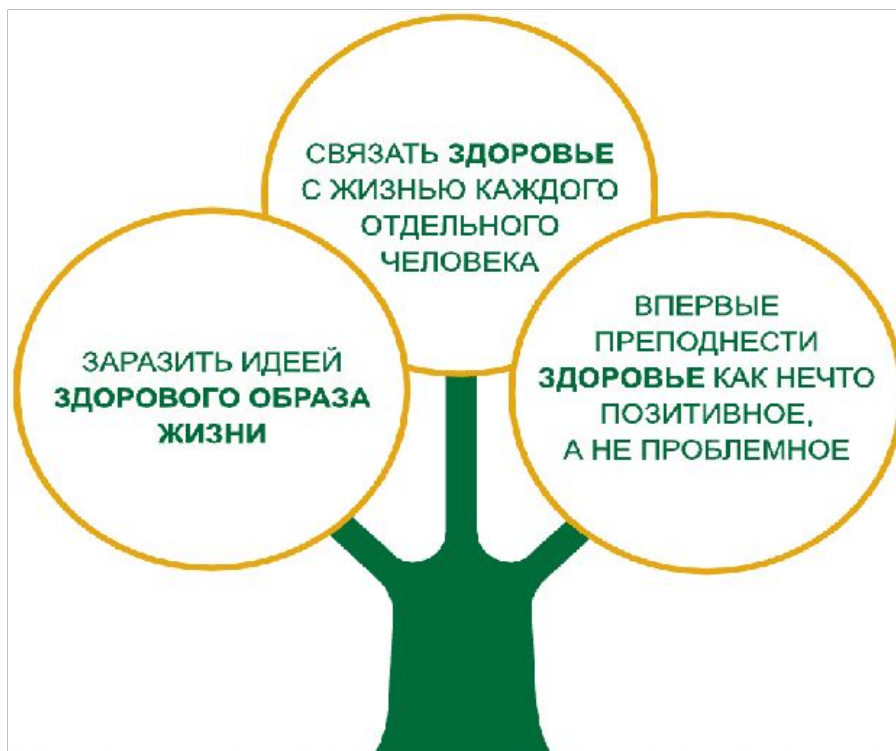 СВЯЗАТЬ ЗДОРОВЬЕ
С ЖИЗНЬЮ КАЖДОГО
ОТДЕЛЬНОГО
ЧЕЛОВЕКА
ЗАРАЗИТЬ ИДЕЕЙ
ЗДОРОВОГО ОБРАЗА
ЖИЗНИ
ВПЕРВЫЕ
ПРЕПОДНЕСТИ
ЗДОРОВЬЕ КАК НЕЧТО
ПОЗИТИВНОЕ,
А НЕ ПРОБЛЕМНОЕ